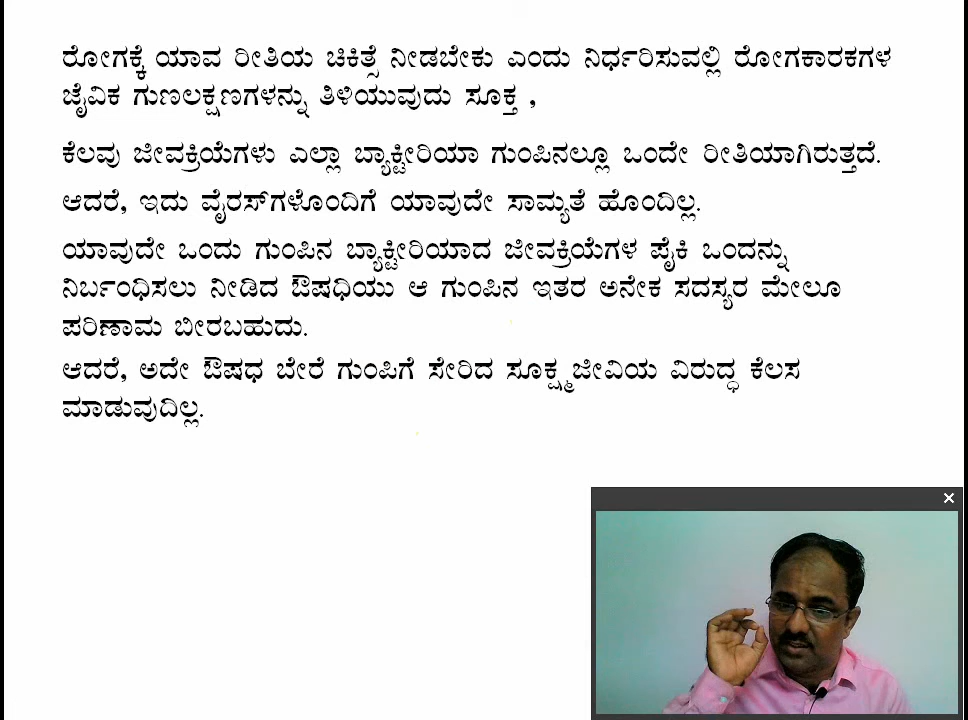 ರೋಗಕ್ಕೆ ಯಾವ ರೀತಿಯ ಚಿಕಿತ್ಸೆ ನೀಡಬೇಕು ಎಂದು ನಿರ್ಧರಿಸುವಲ್ಲಿ ರೋಗಕಾರಕಗಳ
ಜೈವಿಕ ಗುಣಲಕ್ಷಣಗಳನ್ನು ತಿಳಿಯುವುದು ಸೂಕ್ತ ,
ಕೆಲವು ಜೀವಕ್ರಿಯೆಗಳು ಎಲ್ಲಾ ಬ್ಯಾಕ್ಟೀರಿಯಾ ಗುಂಪಿನಲ್ಲೂ ಒಂದೇ ರೀತಿಯಾಗಿರುತ್ತದೆ.
ಆದರೆ, ಇದು ವೈರಸ್‌ಗಳೊಂದಿಗೆ ಯಾವುದೇ ಸಾಮ್ಯತೆ ಹೊಂದಿಲ್ಲ.
ಯಾವುದೇ ಒಂದು ಗುಂಪಿನ ಬ್ಯಾಕ್ಟೀರಿಯಾದ ಜೀವಕ್ರಿಯೆಗಳ ಪೈಕಿ ಒಂದನ್ನು
ನಿರ್ಬಂಧಿಸಲು ನೀಡಿದ ಔಷಧಿಯು ಆ ಗುಂಪಿನ ಇತರ ಅನೇಕ ಸದಸ್ಯರ ಮೇಲೂ
ಪರಿಣಾಮ ಬೀರಬಹುದು.
ಆದರೆ, ಅದೇ ಔಷಧ ಬೇರೆ ಗುಂಪಿಗೆ ಸೇರಿದ ಸೂಕ್ಷ್ಮಜೀವಿಯ ವಿರುದ್ಧ ಕೆಲಸ
ಮಾಡುವುದಿಲ್ಲ.